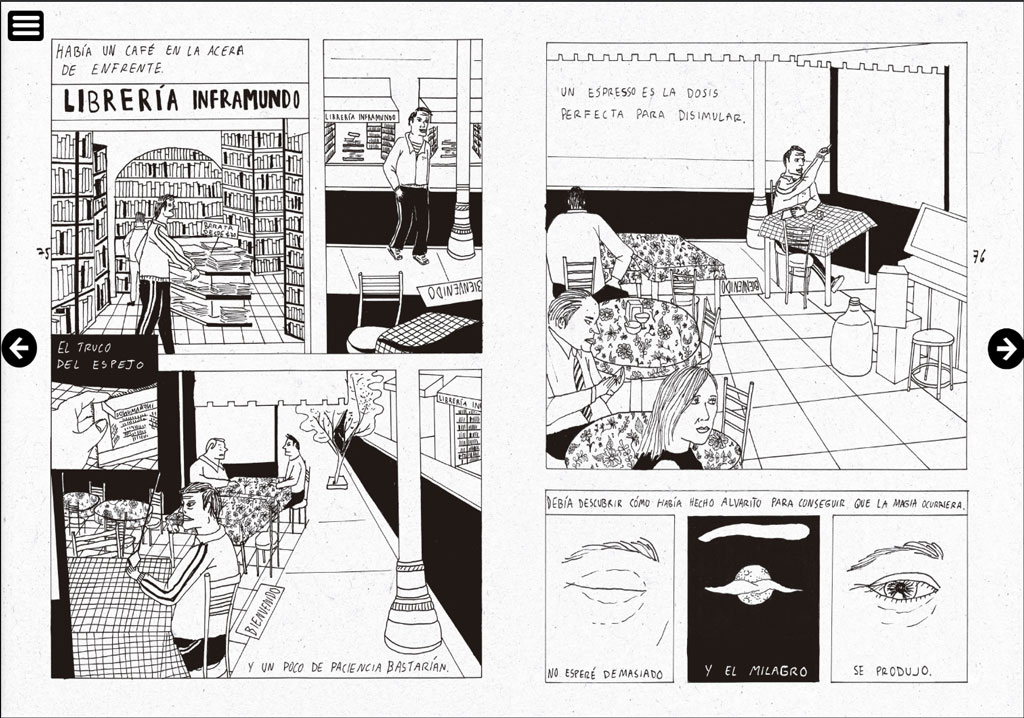 HABÍA UN CAFÉ EN LA ACERA
DE ENFRENTE.
LIBRERÍA INFRAMUNDO
BARATA
LIBRERÍA INFRAMUNDO
BIENVENIDO
75
EL TRUCO
DEL ESPEJO
LIBRERÍA IN
BIENVENIDO
Y UN POCO DE PACIENCIA BASTARÍAN.
UN ESPRESSO ES LA DOSIS
PERFECTA PARA DISIMULAR.
BIENVENIDO
76
DEBÍA DESCUBRIR CÓMO HABÍA HECHO ALVARITO PARA CONSEGUIR QUE LA MAGIA OCURRIERA.
NO ESPERÉ DEMASIADO
Y EL MILAGRO
SE PRODUJO.